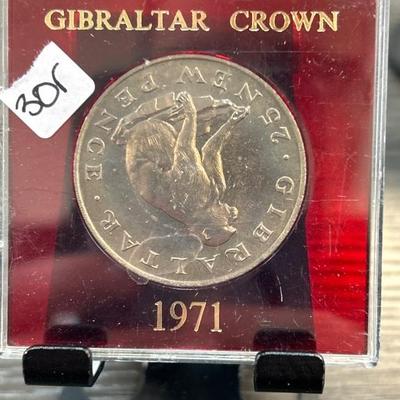 GIBRALTAR CROWN
30r
· 25 NEW PENCE · GIBRALTAR
1971